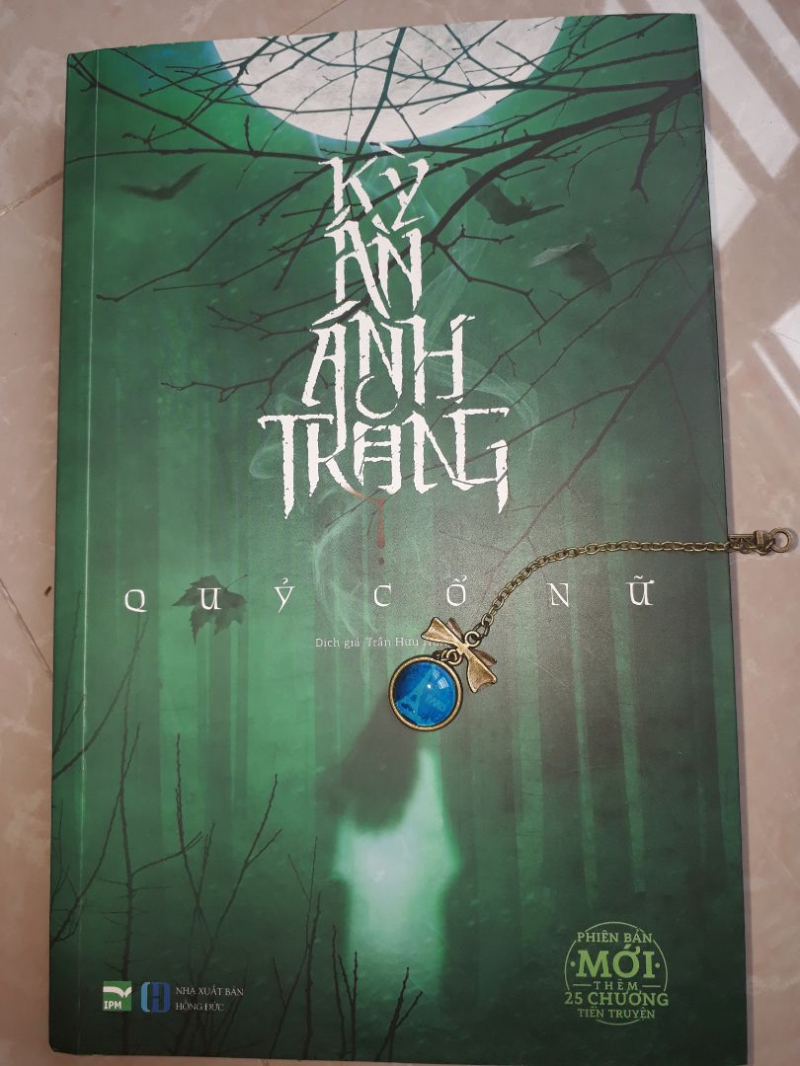 KỲ
ÁN
ÁNH
TRĂNG
QUỶ CỔ NỮ
Dịch giả Trần Hữu
IPM
NHÀ XUẤT BẢN
HỒNG ĐỨC
PHIÊN BẢN
MỚI
THÊM
25 CHƯƠNG
TIỀN TRUYỆN